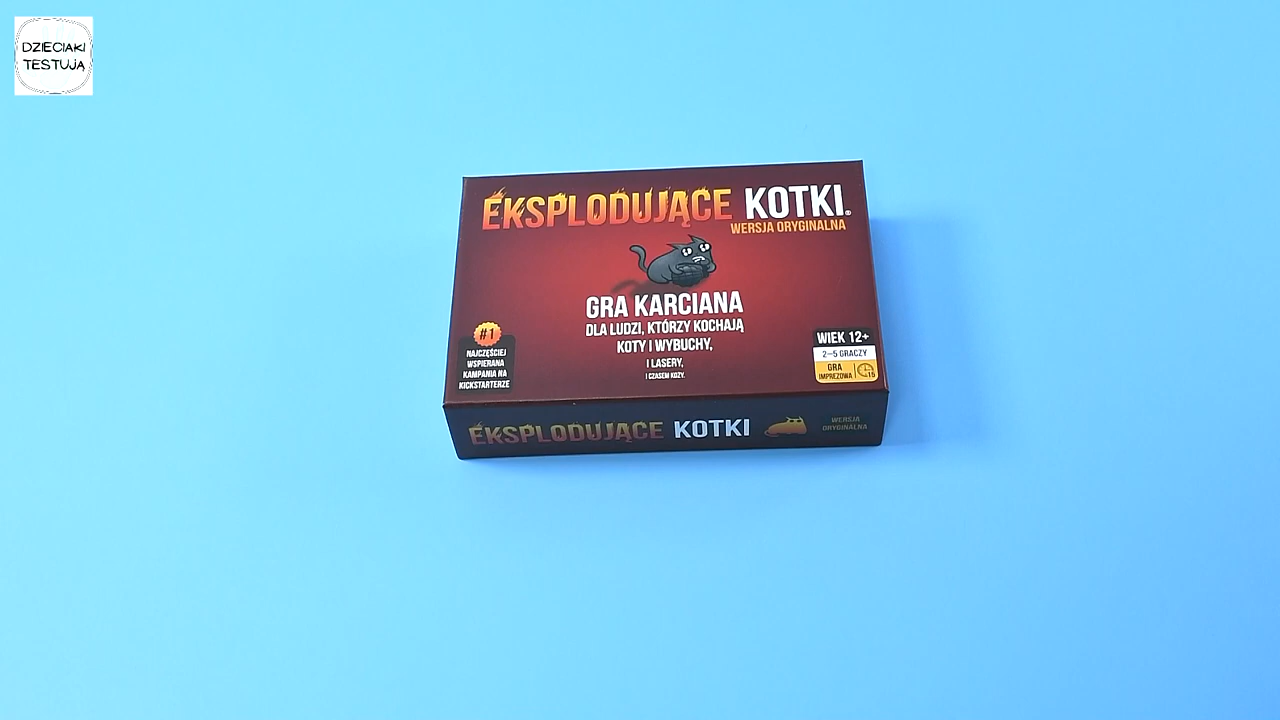 DZIECIAKI
TESTUJĄ
EKSPLODUJĄCE KOTKI®
WERSJA ORYGINALNA
GRA KARCIANA
DLA LUDZI, KTÓRZY KOCHAJĄ
KOTY I WYBUCHY,
I LASERY,
I CZASEM KOZY.
#1
NAJCZĘŚCIEJ
WSPIERANA
KAMPANIA NA
KICKSTARTERZE
WIEK 12+
2–5 GRACZY
GRA
IMPREZOWA
15
EKSPLODUJĄCE KOTKI
WERSJA
ORYGINALNA